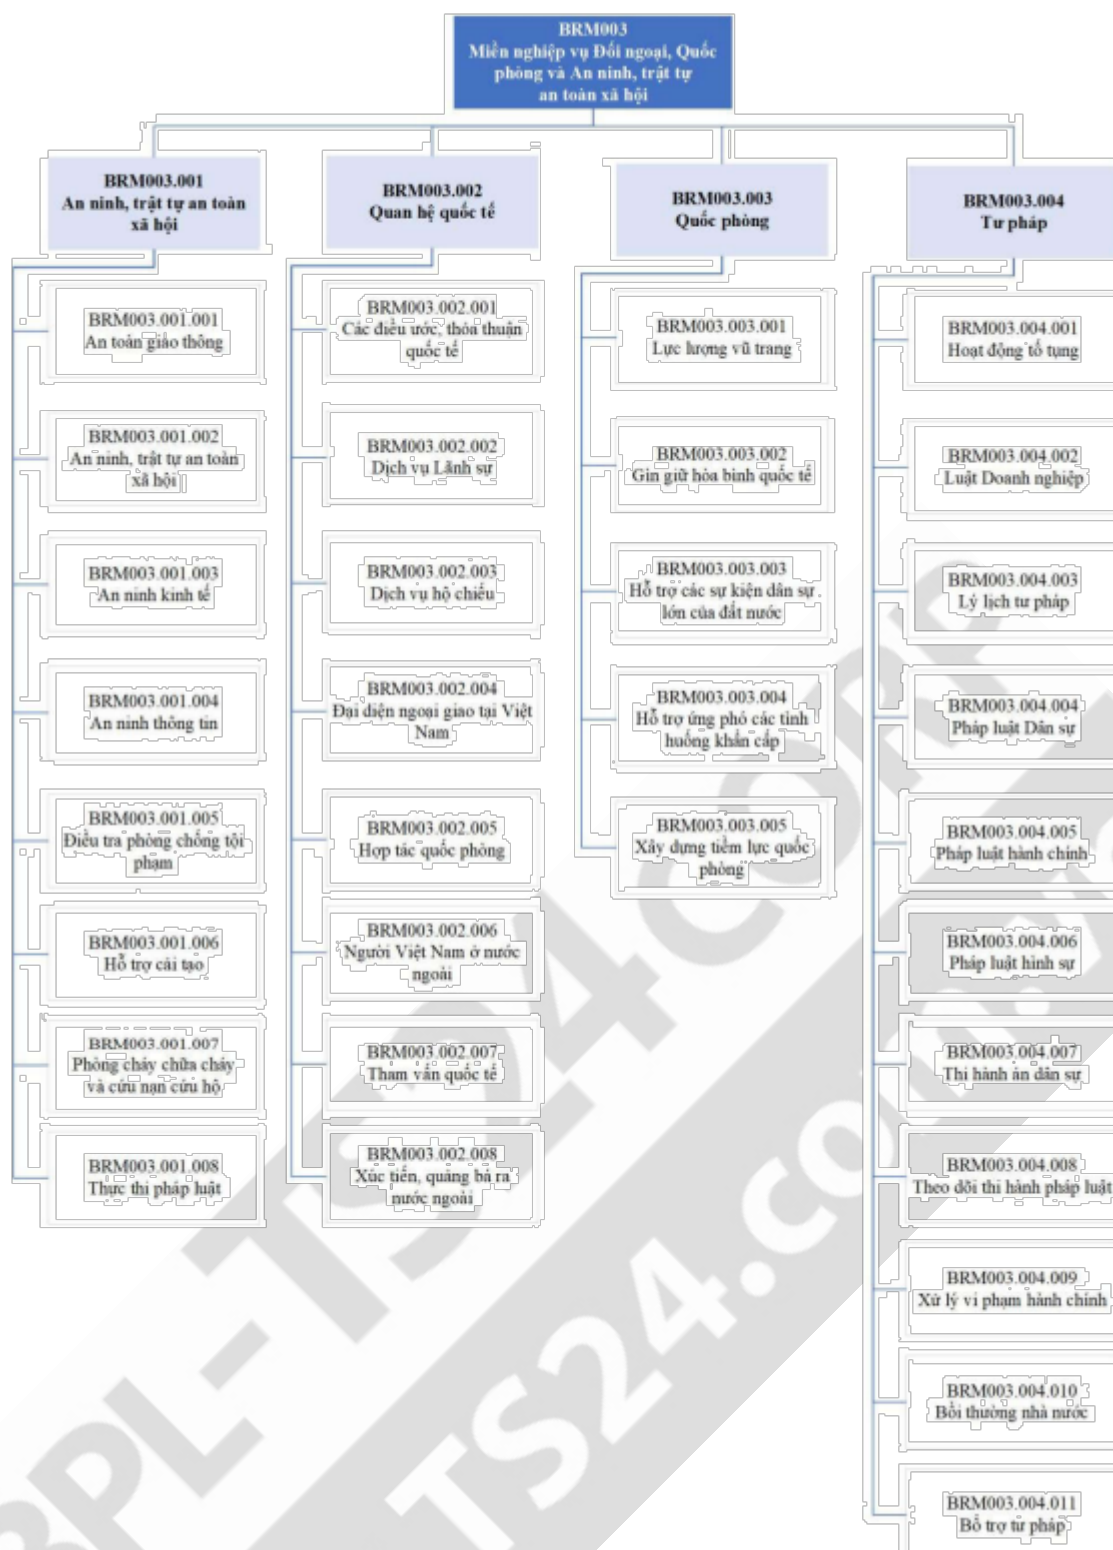 BRM003
Miền nghiệp vụ Đối ngoại, Quốc
phòng và An ninh, trật tự
an toàn xã hội
BRM003.001
An ninh, trật tự an toàn
xã hội
BRM003.001.001
An toàn giao thông
BRM003.001.002
An ninh, trật tự an toàn
xã hội
BRM003.001.003
An ninh kinh tế
BRM003.001.004
An ninh thông tin
BRM003.001.005
Điều tra phòng chống tội
phạm
BRM003.001.006
Hỗ trợ cải tạo
BRM003.001.007
Phòng cháy chữa cháy
và cứu nạn cứu hộ
BRM003.001.008
Thực thi pháp luật
BRM003.002
Quan hệ quốc tế
BRM003.002.001
Các điều ước, thỏa thuận
quốc tế
BRM003.002.002
Dịch vụ Lãnh sự
BRM003.002.003
Dịch vụ hộ chiếu
BRM003.002.004
Đại diện ngoại giao tại Việt
Nam
BRM003.002.005
Hợp tác quốc phòng
BRM003.002.006
Người Việt Nam ở nước
ngoài
BRM003.002.007
Tham vấn quốc tế
BRM003.002.008
Xúc tiến, quảng bá ra
nước ngoài
BRM003.003
Quốc phòng
BRM003.003.001
Lực lượng vũ trang
BRM003.003.002
Gìn giữ hòa bình quốc tế
BRM003.003.003
Hỗ trợ các sự kiện dân sự
lớn của đất nước
BRM003.003.004
Hỗ trợ ứng phó các tình
huống khẩn cấp
BRM003.003.005
Xây dựng tiềm lực quốc
phòng
BRM003.004
Tư pháp
BRM003.004.001
Hoạt động tố tụng
BRM003.004.002
Luật Doanh nghiệp
BRM003.004.003
Lý lịch tư pháp
BRM003.004.004
Pháp luật Dân sự
BRM003.004.005
Pháp luật hành chính
BRM003.004.006
Pháp luật hình sự
BRM003.004.007
Thi hành án dân sự
BRM003.004.008
Theo dõi thi hành pháp luật
BRM003.004.009
Xử lý vi phạm hành chính
BRM003.004.010
Bồi thường nhà nước
BRM003.004.011
Bổ trợ tư pháp